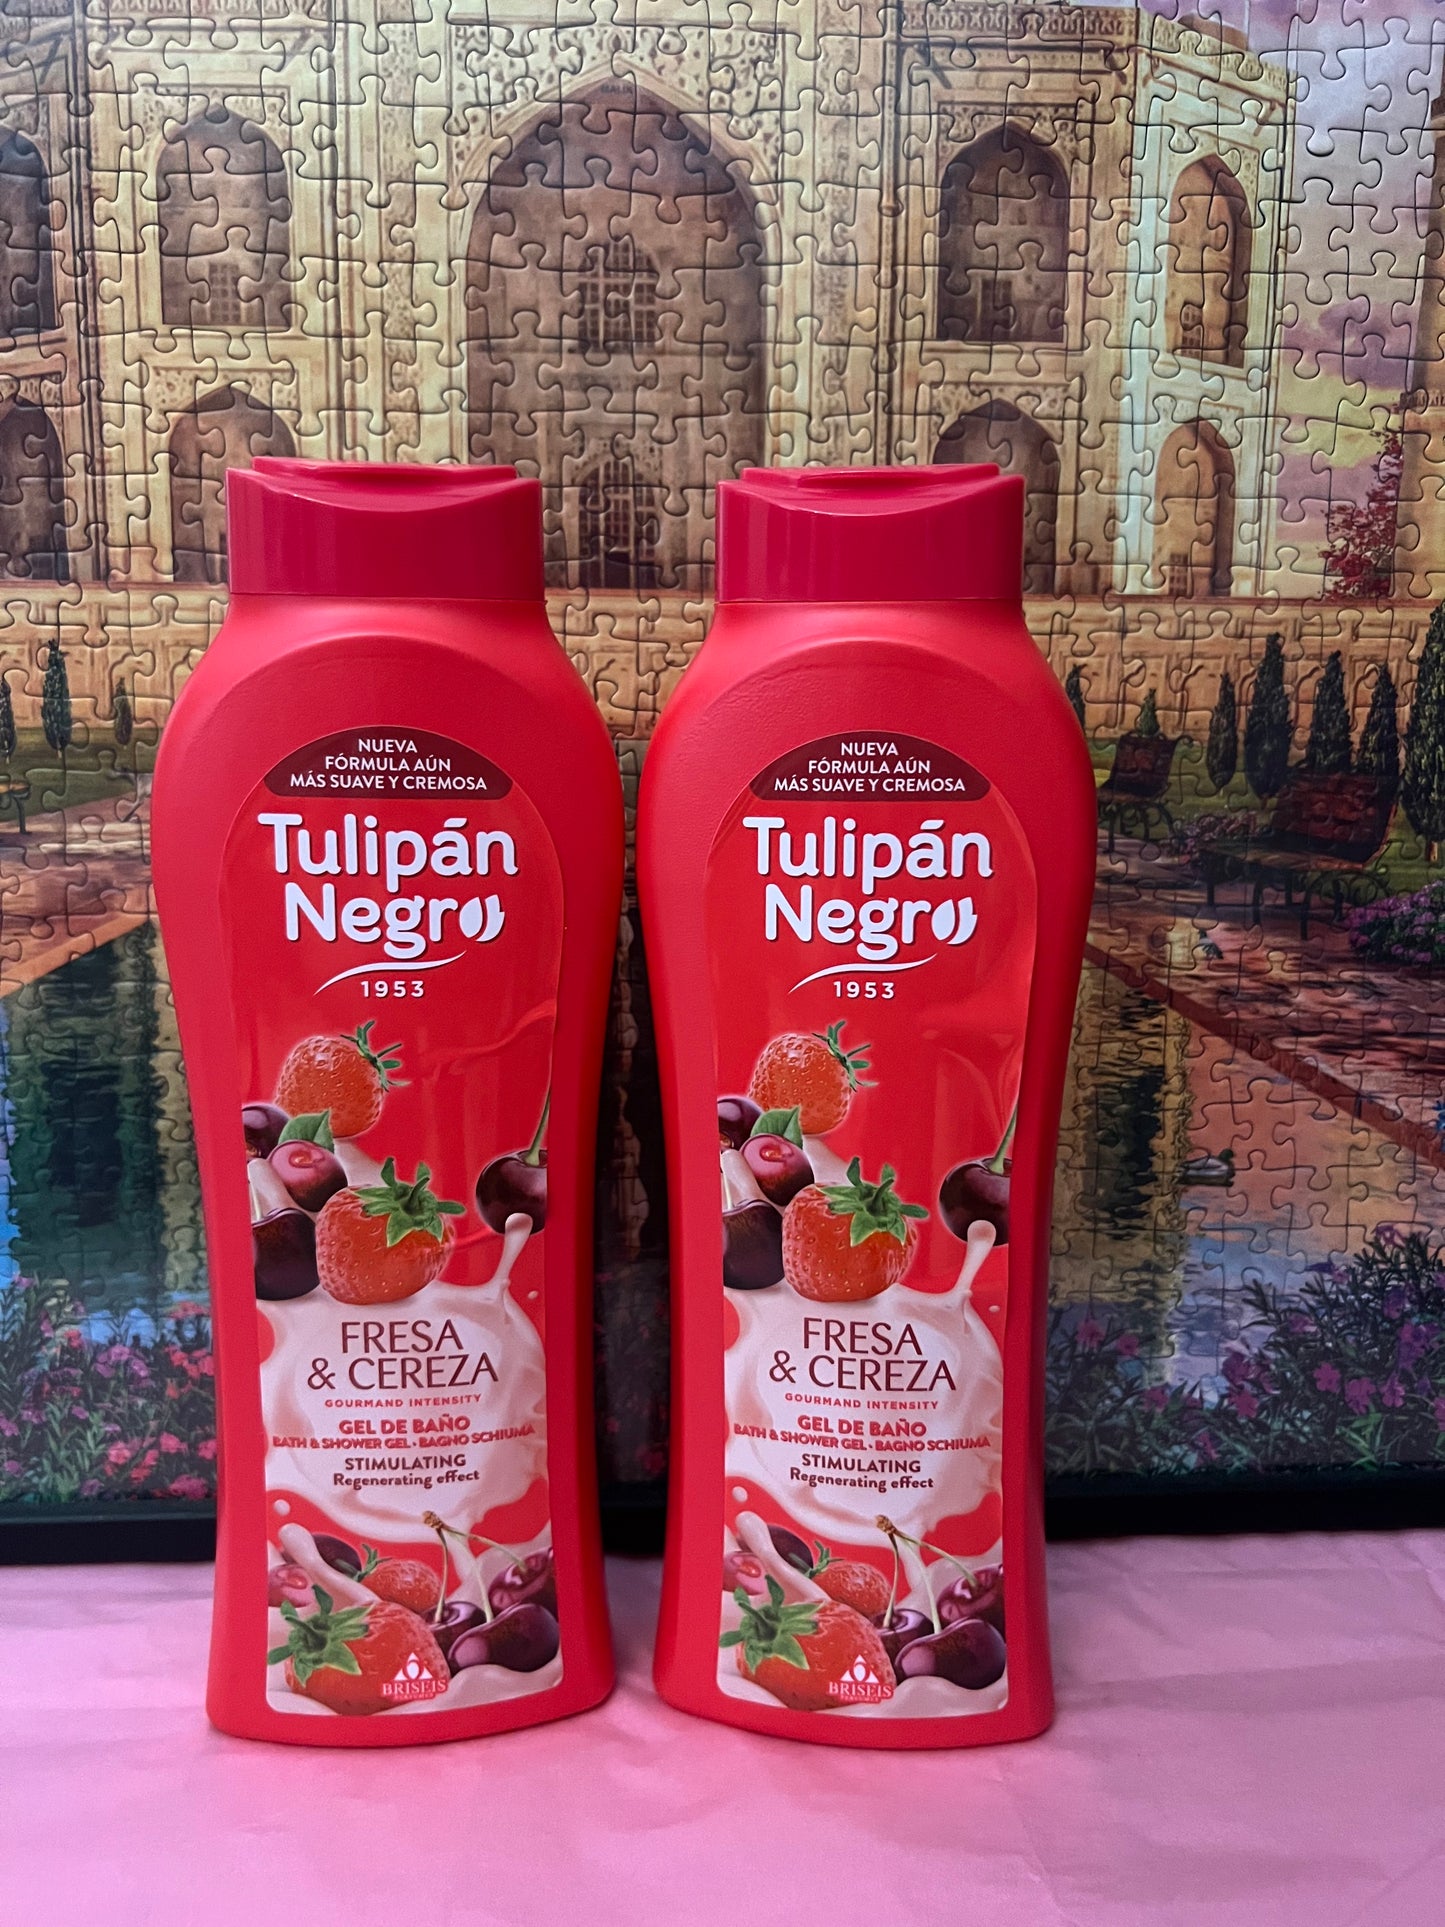 NUEVA
FÓRMULA AÚN
MÁS SUAVE Y CREMOSA
Tulipán
Negro
1953
FRESA
& CEREZA
GOURMAND INTENSITY
GEL DE BAÑO
BATH & SHOWER GEL · BAGNO SCHIUMA
STIMULATING
Regenerating effect
BRISEIS
PERFUMES
NUEVA
FÓRMULA AÚN
MÁS SUAVE Y CREMOSA
Tulipán
Negro
1953
FRESA
& CEREZA
GOURMAND INTENSITY
GEL DE BAÑO
BATH & SHOWER GEL · BAGNO SCHIUMA
STIMULATING
Regenerating effect
BRISEIS
PERFUMES